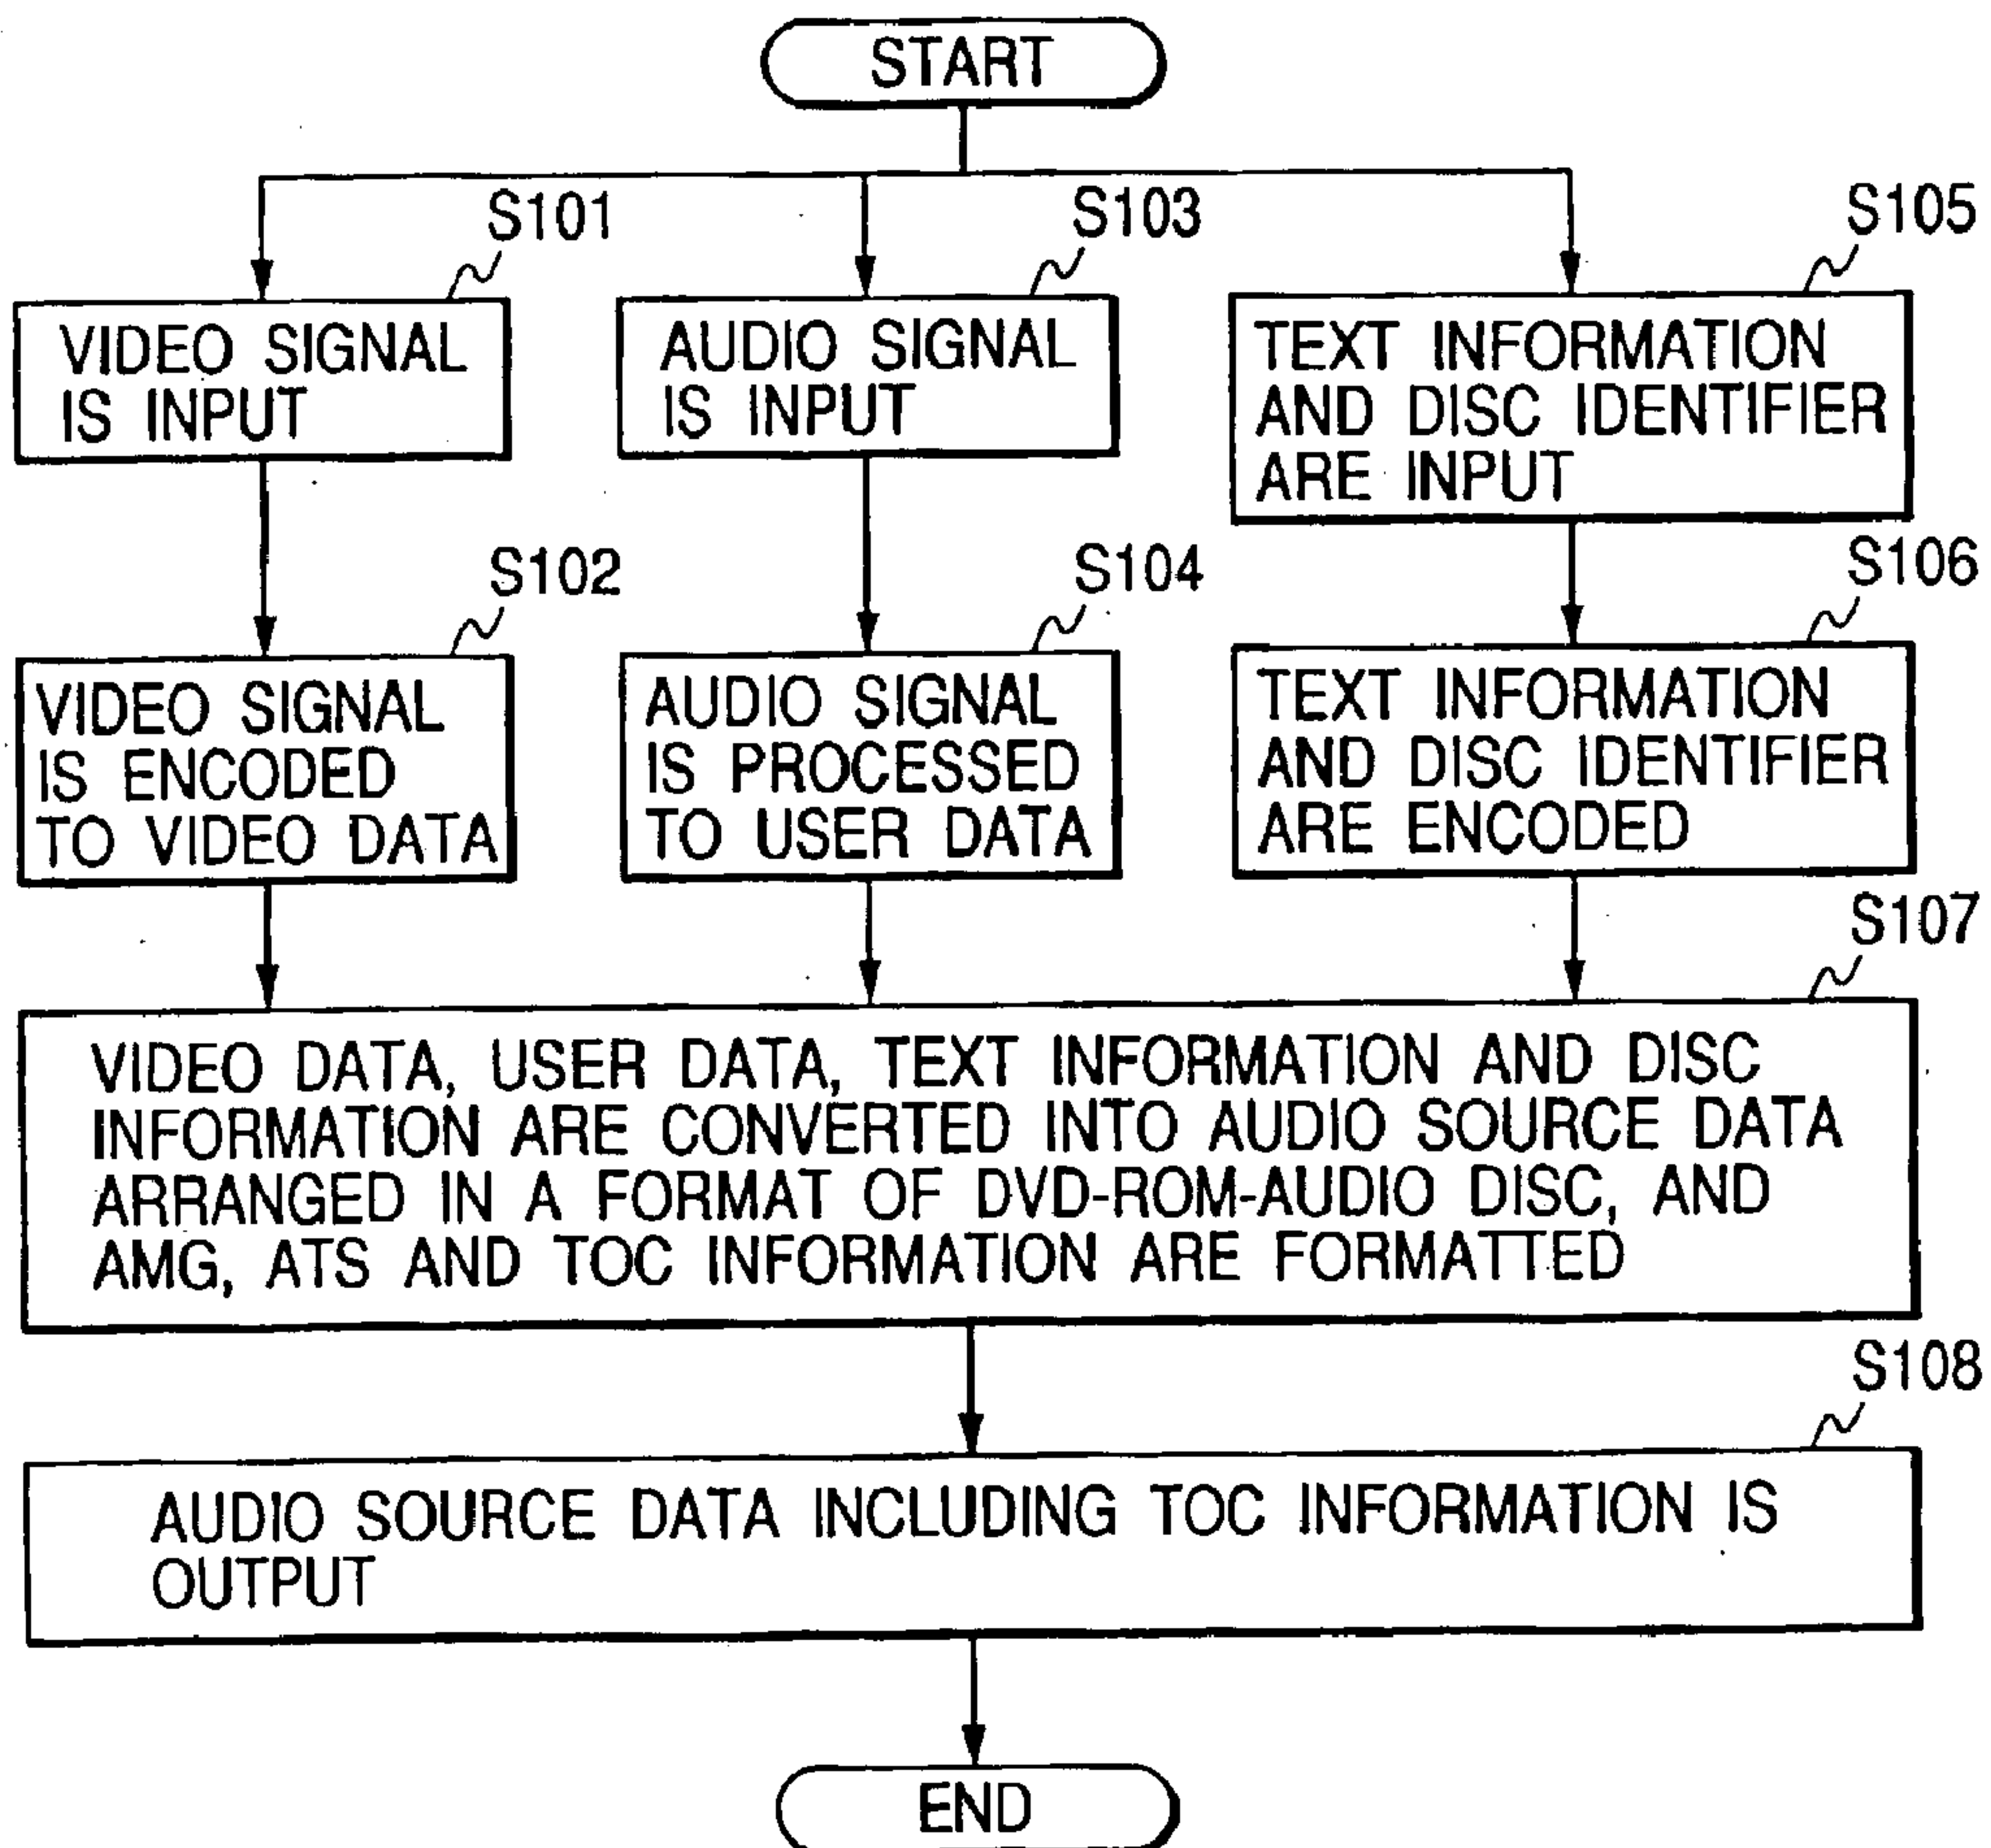 START
S101
S103
S105
VIDEO SIGNAL
IS INPUT
AUDIO SIGNAL
IS INPUT
TEXT INFORMATION
AND DISC IDENTIFIER
ARE INPUT
S102
S104
S106
VIDEO SIGNAL
IS ENCODED
TO VIDEO DATA
AUDIO SIGNAL
IS PROCESSED
TO USER DATA
TEXT INFORMATION
AND DISC IDENTIFIER
ARE ENCODED
S107
VIDEO DATA, USER DATA, TEXT INFORMATION AND DISC
INFORMATION ARE CONVERTED INTO AUDIO SOURCE DATA
ARRANGED IN A FORMAT OF DVD-ROM-AUDIO DISC, AND
AMG, ATS AND TOC INFORMATION ARE FORMATTED
S108
AUDIO SOURCE DATA INCLUDING TOC INFORMATION IS
OUTPUT
END